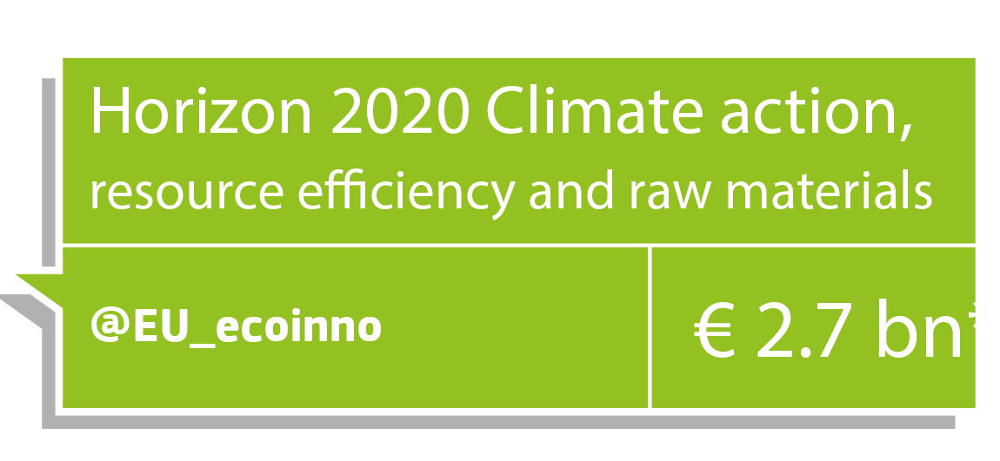 Horizon 2020 Climate action,
resource efficiency and raw materials
@EU_ecoinno
€ 2.7 bn*